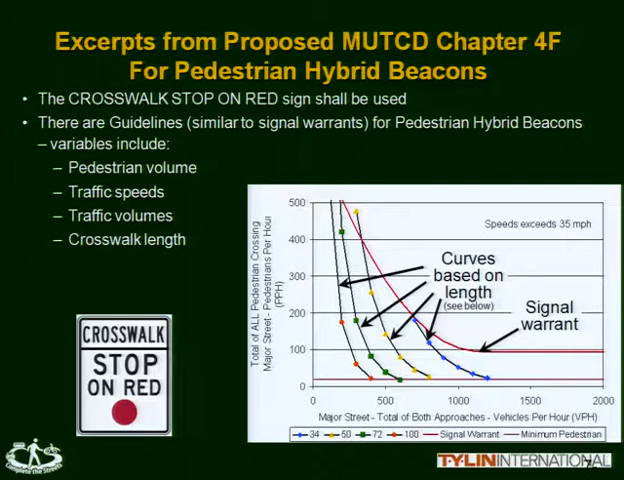 Excerpts from Proposed MUTCD Chapter 4F
For Pedestrian Hybrid Beacons
• The CROSSWALK STOP ON RED sign shall be used
• There are Guidelines (similar to signal warrants) for Pedestrian Hybrid Beacons
– variables include:
– Pedestrian volume
– Traffic speeds
– Traffic volumes
– Crosswalk length
CROSSWALK
STOP
ON RED
Total of ALL Pedestrian Crossing
Major Street - Pedestrians Per Hour
(PPH)
500
400
300
200
100
0
Speeds exceeds 35 mph
Curves
based on
length
(see below)
Signal
warrant
0 500 1000 1500 2000
Major Street - Total of Both Approaches - Vehicles Per Hour (VPH)
34 50 72 100 Signal Warrant Minimum Pedestrian
Complete the Streets
TYLININTERNATIONAL